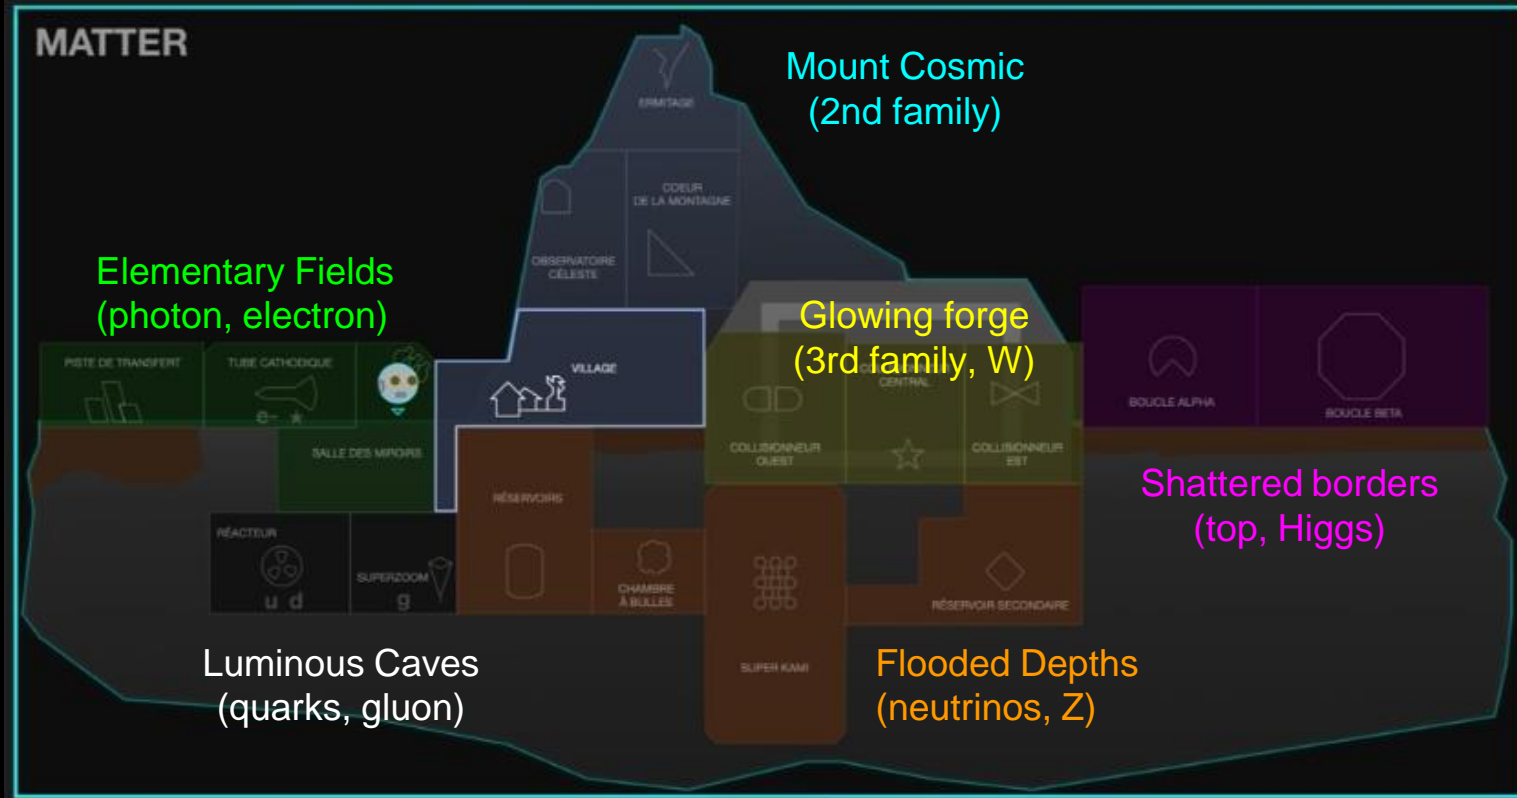 MATTER
Mount Cosmic
(2nd family)
ERMITAGE
COEUR
DE LA MONTAGNE
OBSERVATOIRE
CÉLESTE
Elementary Fields
(photon, electron)
Glowing forge
(3rd family, W)
PISTE DE TRANSFERT
TUBE CATHODIQUE
e-
VILLAGE
CENTRAL
BOUCLE ALPHA
BOUCLE BETA
SALLE DES MIROIRS
COLLISIONNEUR
OUEST
COLLISIONNEUR
EST
Shattered borders
(top, Higgs)
RÉSERVOIRS
RÉACTEUR
u d
SUPERZOOM
g
CHAMBRE
À BULLES
RÉSERVOIR SECONDAIRE
SUPER KAMI
Luminous Caves
(quarks, gluon)
Flooded Depths
(neutrinos, Z)